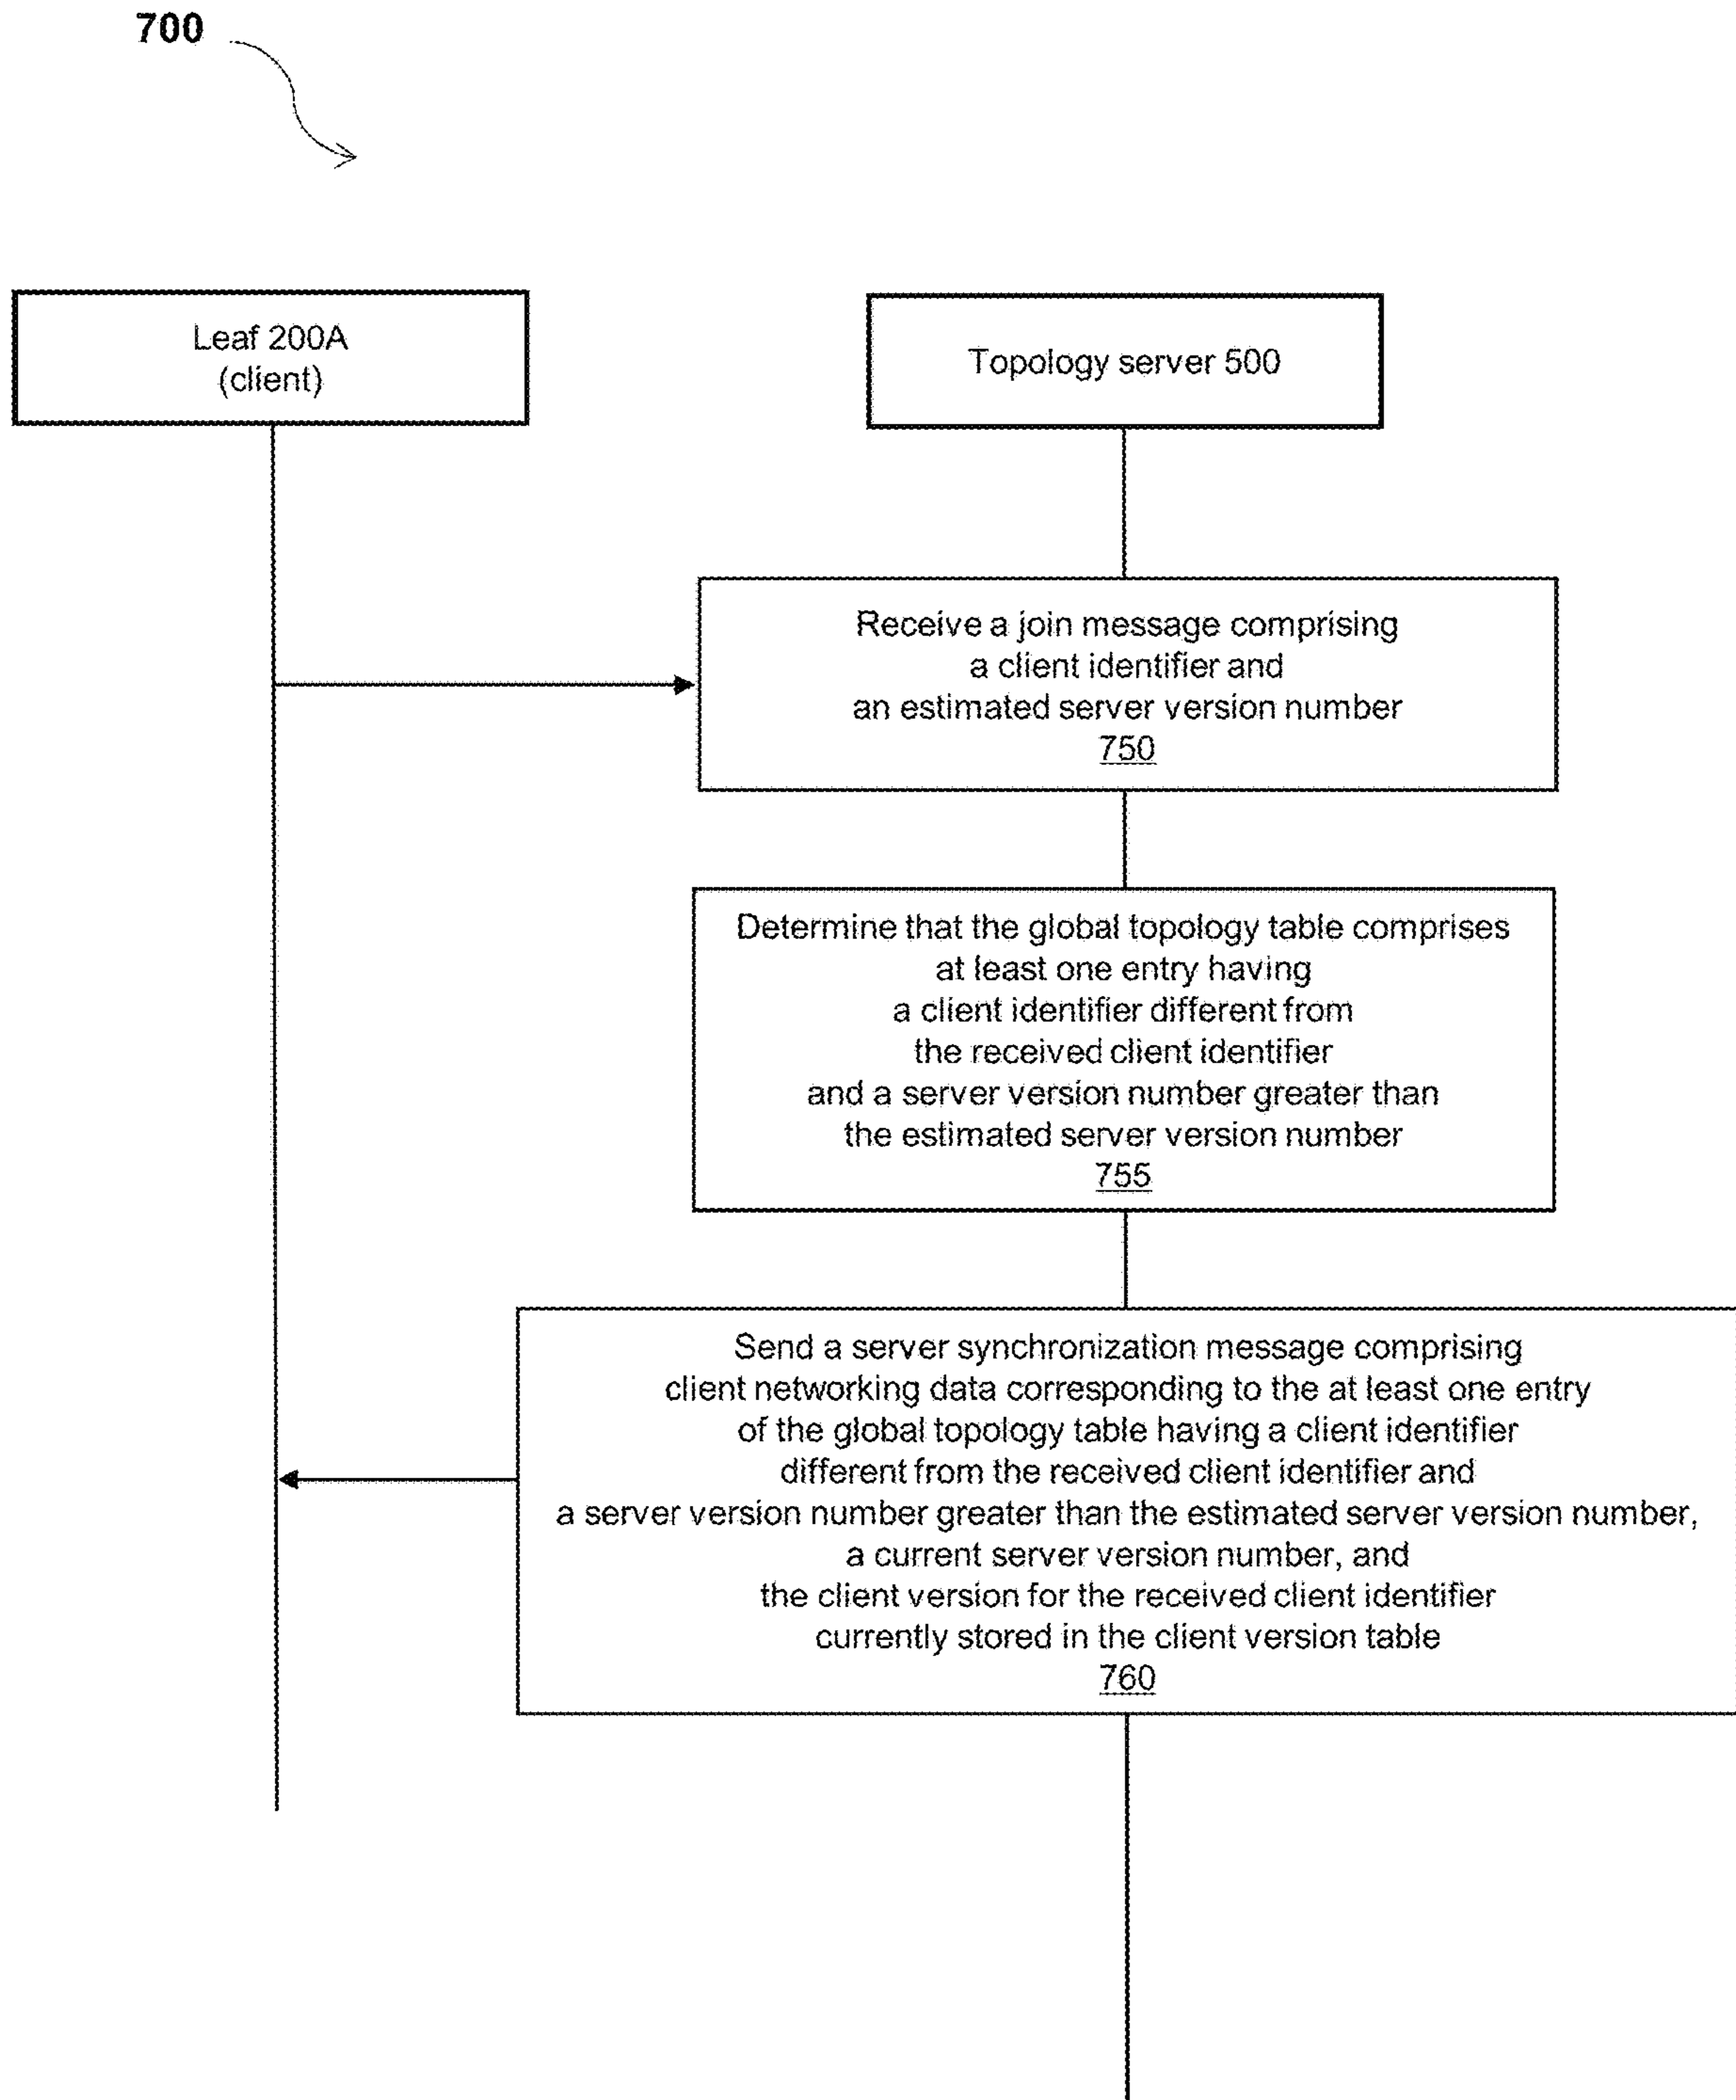 700
Leaf 200A
(client)
Topology server 500
Receive a join message comprising
a client identifier and
an estimated server version number
750
Determine that the global topology table comprises
at least one entry having
a client identifier different from
the received client identifier
and a server version number greater than
the estimated server version number
755
Send a server synchronization message comprising
client networking data corresponding to the at least one entry
of the global topology table having a client identifier
different from the received client identifier and
a server version number greater than the estimated server version number,
a current server version number, and
the client version for the received client identifier
currently stored in the client version table
760